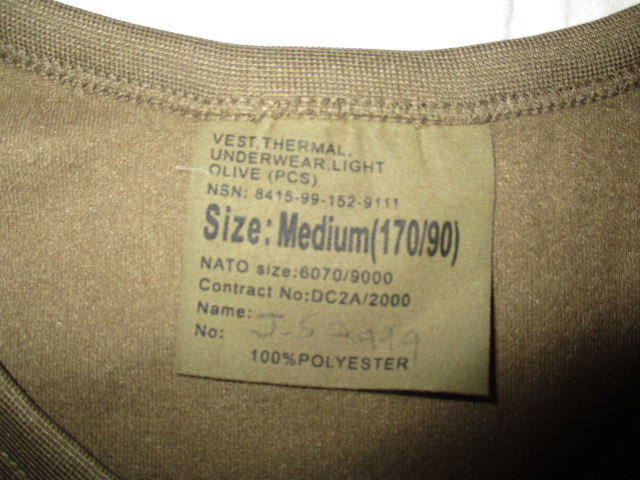 VEST,THERMAL,
UNDERWEAR,LIGHT
OLIVE (PCS)
NSN: 8415-99-152-9111
Size: Medium(170/90)
NATO size:6070/9000
Contract No:DC2A/2000
Name:
No:
100%POLYESTER